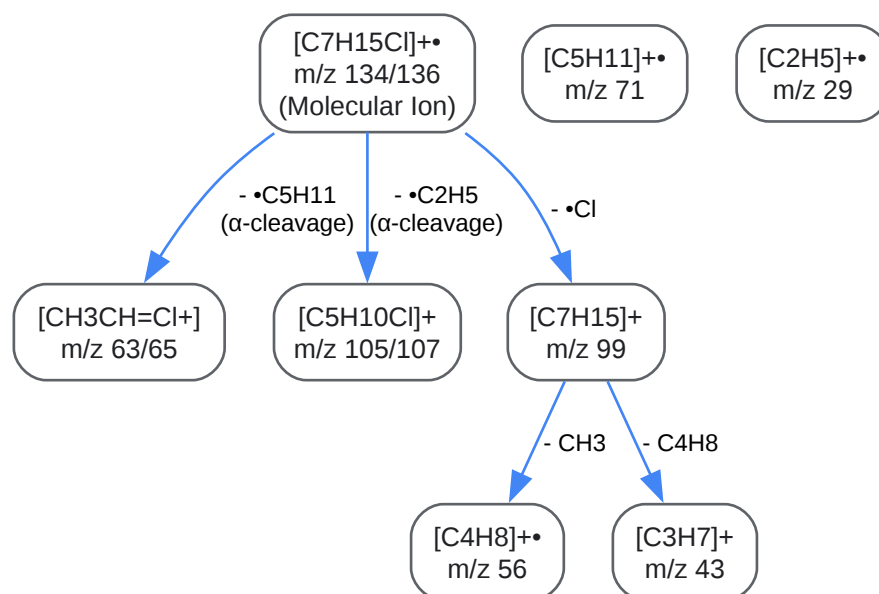 [C7H15Cl]+•
m/z 134/136
(Molecular Ion)
[C5H11]+•
m/z 71
[C2H5]+•
m/z 29
- •C5H11
(α-cleavage)
- •C2H5
(α-cleavage)
- •Cl
[CH3CH=Cl+]
m/z 63/65
[C5H10Cl]+
m/z 105/107
[C7H15]+
m/z 99
- CH3
- C4H8
[C4H8]+•
m/z 56
[C3H7]+
m/z 43